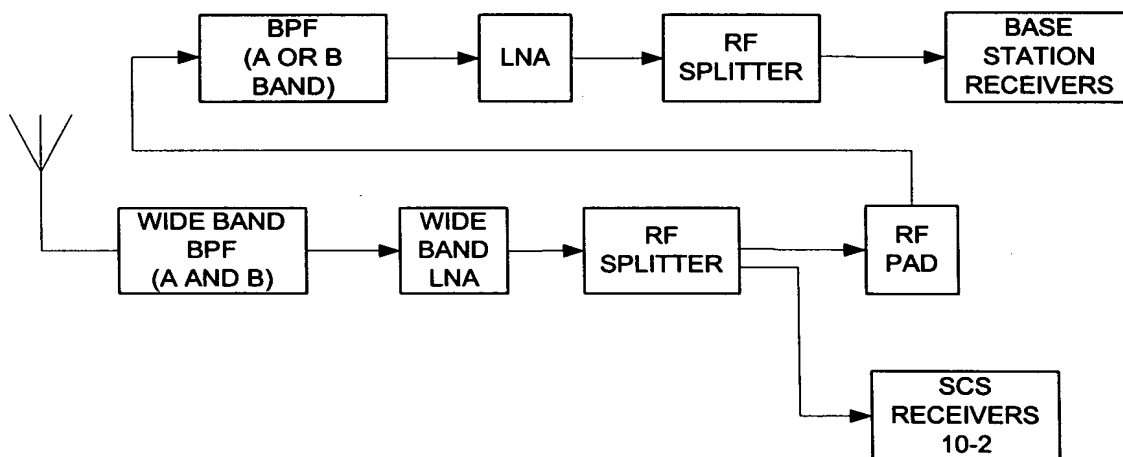 BPF
(A OR B
BAND)
LNA
RF
SPLITTER
BASE
STATION
RECEIVERS
WIDE BAND
BPF
(A AND B)
WIDE
BAND
LNA
RF
SPLITTER
RF
PAD
SCS
RECEIVERS
10-2